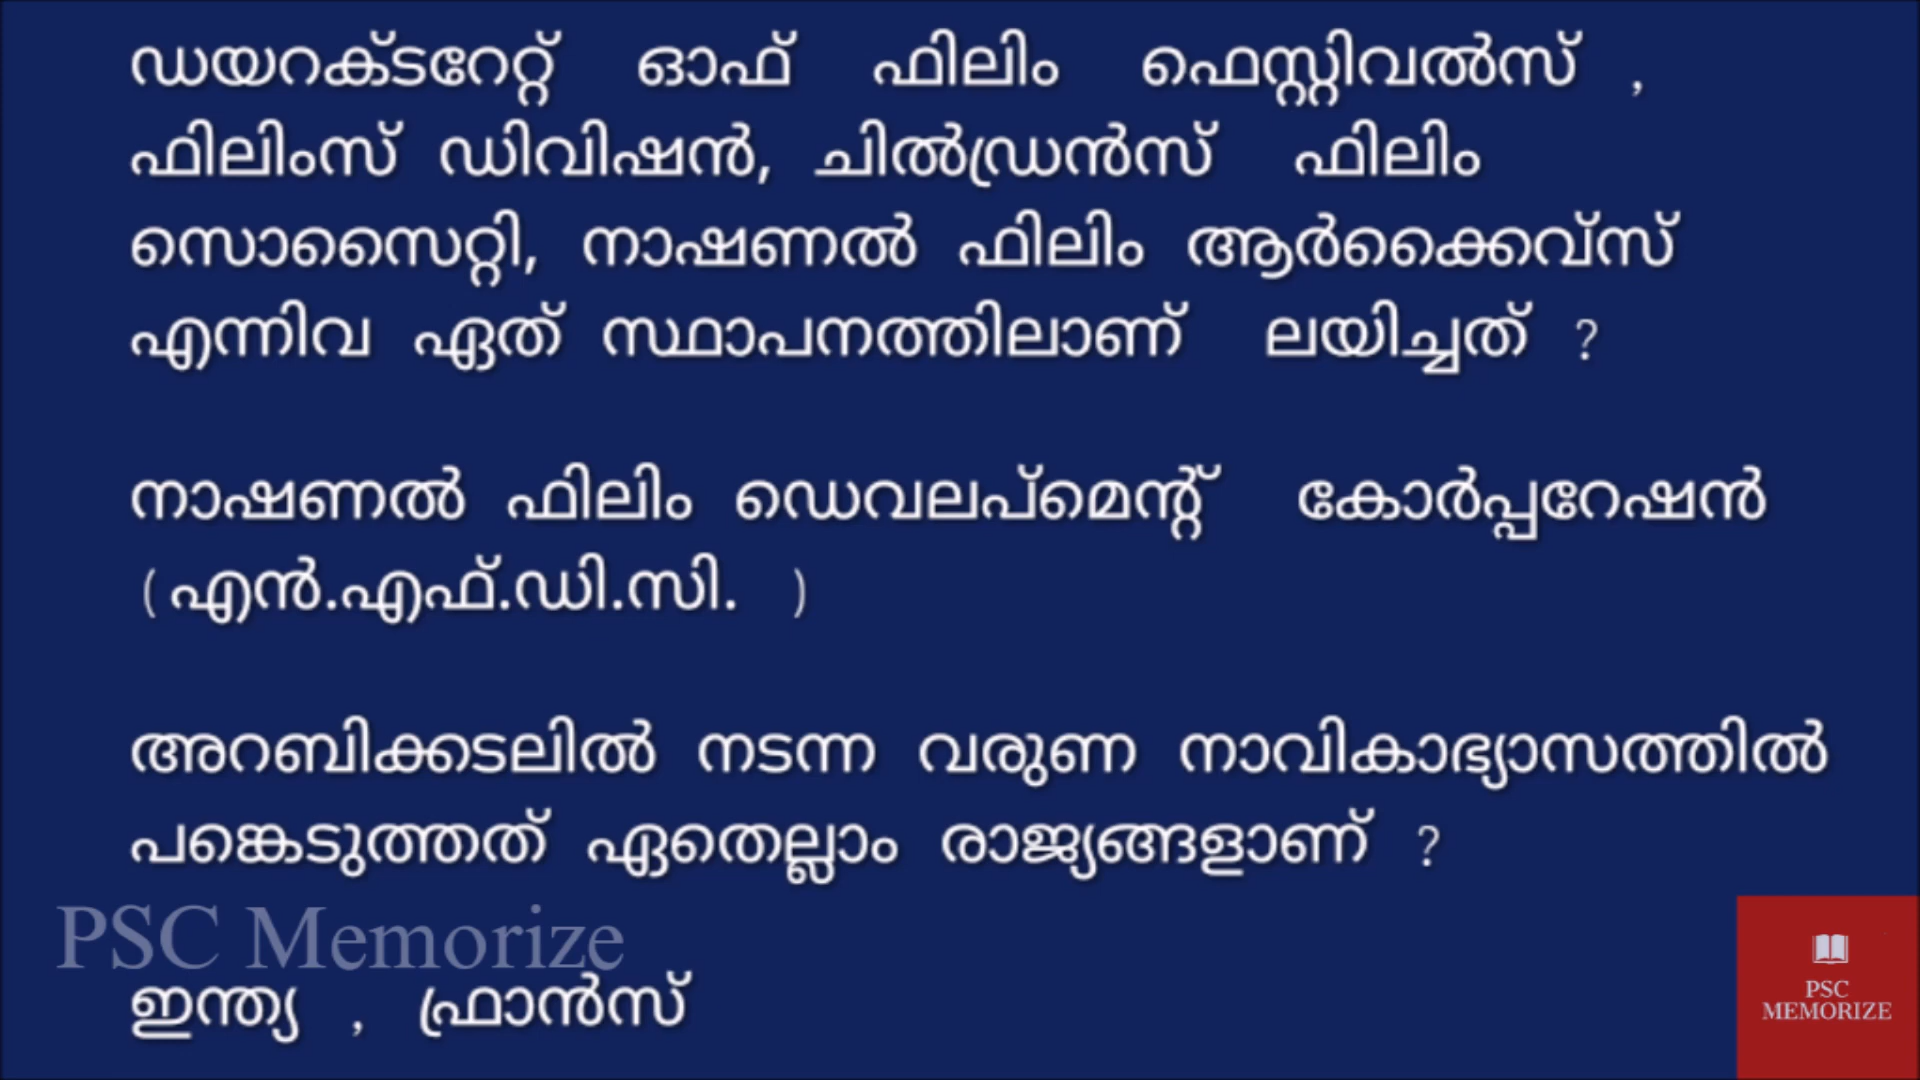 ഡയറക്ടറേറ്റ് ഓഫ് ഫിലിം ഫെസ്റ്റിവൽസ് ,
ഫിലിംസ് ഡിവിഷൻ, ചിൽഡ്രൻസ് ഫിലിം
സൊസൈറ്റി, നാഷണൽ ഫിലിം ആർക്കൈവ്സ്
എന്നിവ ഏത് സ്ഥാപനത്തിലാണ് ലയിച്ചത് ?
നാഷണൽ ഫിലിം ഡെവലപ്മെന്റ് കോർപ്പറേഷൻ
(എൻ.എഫ്.ഡി.സി. )
അറബിക്കടലിൽ നടന്ന വരുണ നാവികാഭ്യാസത്തിൽ
പങ്കെടുത്തത് ഏതെല്ലാം രാജ്യങ്ങളാണ് ?
PSC Memorize
ഇന്ത്യ , ഫ്രാൻസ്
PSC
MEMORIZE